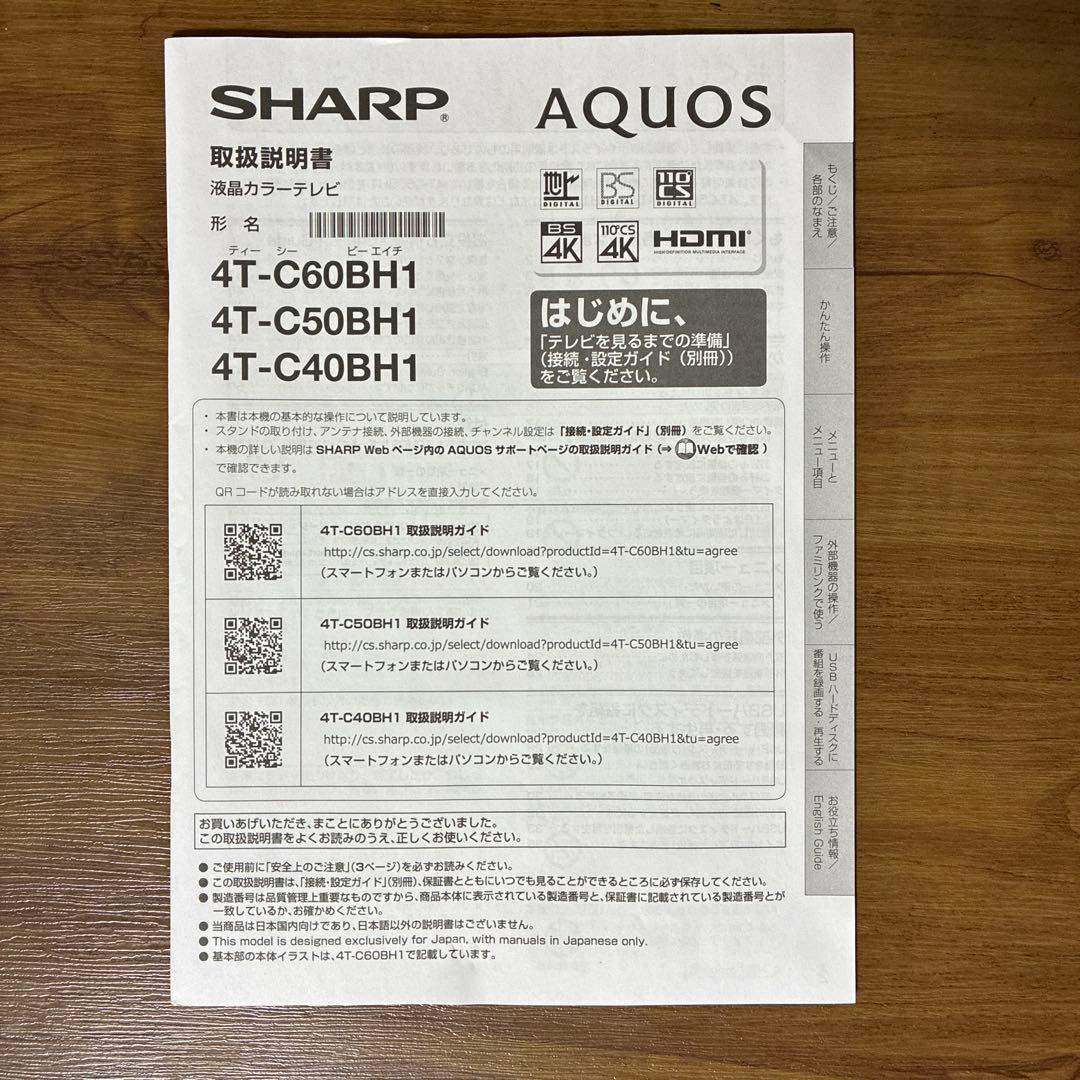 SHARP®
AQUOS
取扱説明書
液晶カラーテレビ
形 名
ティー シー ビーエイチ
4T-C60BH1
4T-C50BH1
4T-C40BH1
地上 DIGITAL
BS DIGITAL
110°CS DIGITAL
BS 4K
110°CS 4K
HDMI®
HIGH-DEFINITION MULTIMEDIA INTERFACE
はじめに、
「テレビを見るまでの準備」
(接続・設定ガイド(別冊))
をご覧ください。
・ 本書は本機の基本的な操作について説明しています。
・ スタンドの取り付け、アンテナ接続、外部機器の接続、チャンネル設定は「接続・設定ガイド」(別冊)をご覧ください。
・ 本機の詳しい説明は SHARP Web ページ内の AQUOS サポートページの取扱説明ガイド(⇒Webで確認)
で確認できます。
QR コードが読み取れない場合はアドレスを直接入力してください。
4T-C60BH1 取扱説明ガイド
http://cs.sharp.co.jp/select/download?productId=4T-C60BH1&tu=agree
(スマートフォンまたはパソコンからご覧ください。)
4T-C50BH1 取扱説明ガイド
http://cs.sharp.co.jp/select/download?productId=4T-C50BH1&tu=agree
(スマートフォンまたはパソコンからご覧ください。)
4T-C40BH1 取扱説明ガイド
http://cs.sharp.co.jp/select/download?productId=4T-C40BH1&tu=agree
(スマートフォンまたはパソコンからご覧ください。)
お買いあげいただき、まことにありがとうございました。
この取扱説明書をよくお読みのうえ、正しくお使いください。
● ご使用前に「安全上のご注意」(3ページ)を必ずお読みください。
● この取扱説明書は、「接続・設定ガイド」(別冊)、保証書とともにいつでも見ることができるところに必ず保存してください。
● 製造番号は品質管理上重要なものですから、商品本体に表示されている製造番号と、保証書に記載されている製造番号とが
一致しているか、お確かめください。
● 当商品は日本国内向けであり、日本語以外の説明書はございません。
● This model is designed exclusively for Japan, with manuals in Japanese only.
● 基本部の本体イラストは、4T-C60BH1で記載しています。
もくじ/ご注意/
各部のなまえ
かんたん操作
メニューと
メニュー項目
外部機器の操作/
ファミリンクで使う
USB ハードディスクに
番組を録画する・再生する
お役立ち情報/
English Guide